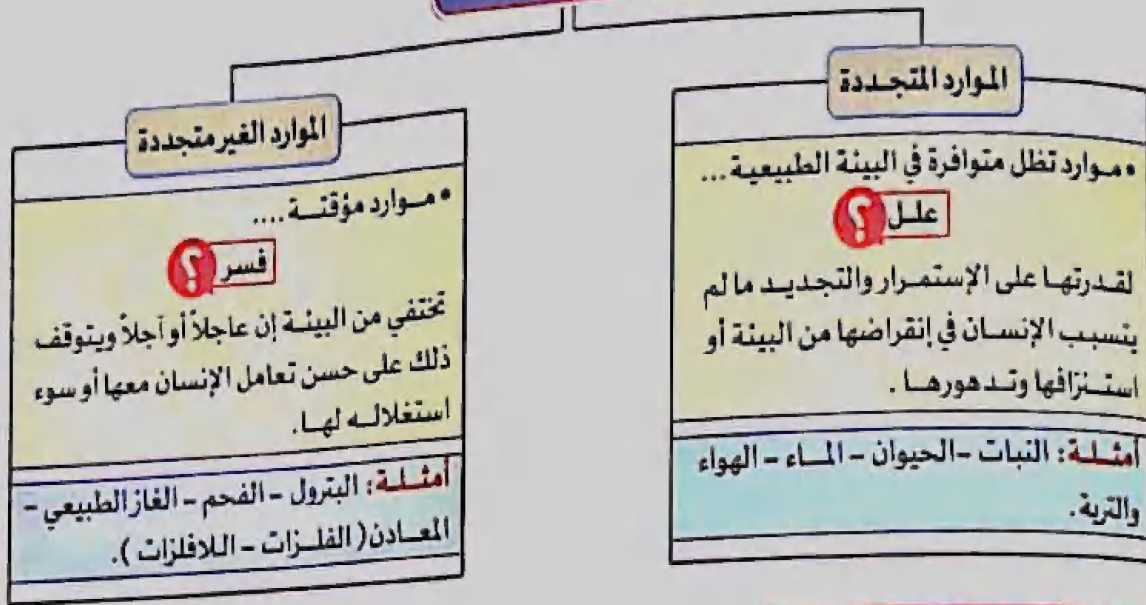 الموارد المتجددة
• موارد تظل متوافرة في البيئة الطبيعية...
علل ؟
لقدرتها على الإستمرار والتجديد ما لم
يتسبب الإنسان في إنقراضها من البيئة أو
استنزافها وتدهورها .
أمثلة: النبات - الحيوان - الماء - الهواء
والتربة.
الموارد الغير متجددة
• موارد مؤقتة ....
فسر ؟
تختفي من البيئة إن عاجلاً أو آجلاً ويتوقف
ذلك على حسن تعامل الإنسان معها أو سوء
استغلاله لها.
أمثلة: البترول - الفحم - الغاز الطبيعي -
المعادن ( الفلزات - اللافلزات ).